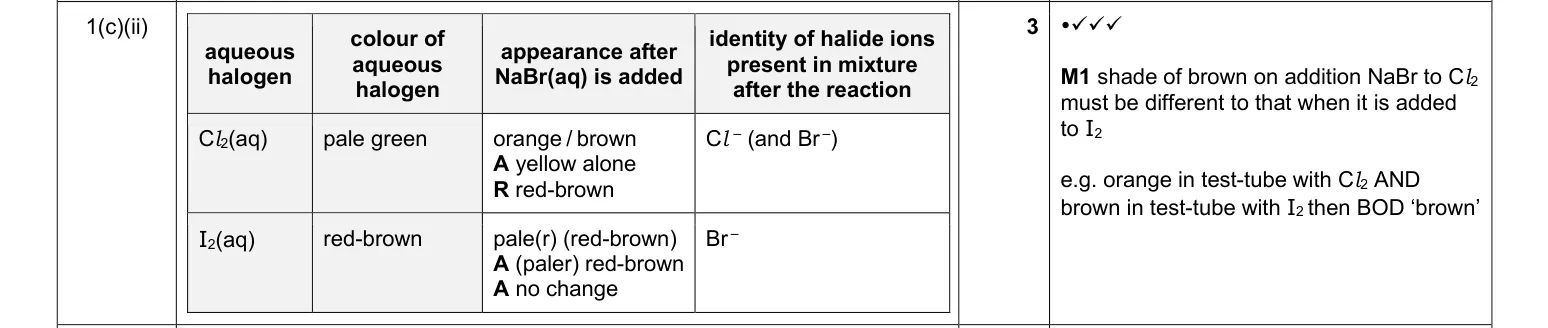 1(c)(ii)
aqueous halogen | colour of aqueous halogen | appearance after NaBr(aq) is added | identity of halide ions present in mixture after the reaction
Cl₂(aq) | pale green | orange / brown
A yellow alone
R red-brown | Cl⁻ (and Br⁻)
I₂(aq) | red-brown | pale(r) (red-brown)
A (paler) red-brown
A no change | Br⁻
3
•✓✓✓
M1 shade of brown on addition NaBr to Cl₂
must be different to that when it is added
to I₂
e.g. orange in test-tube with Cl₂ AND
brown in test-tube with I₂ then BOD ‘brown’